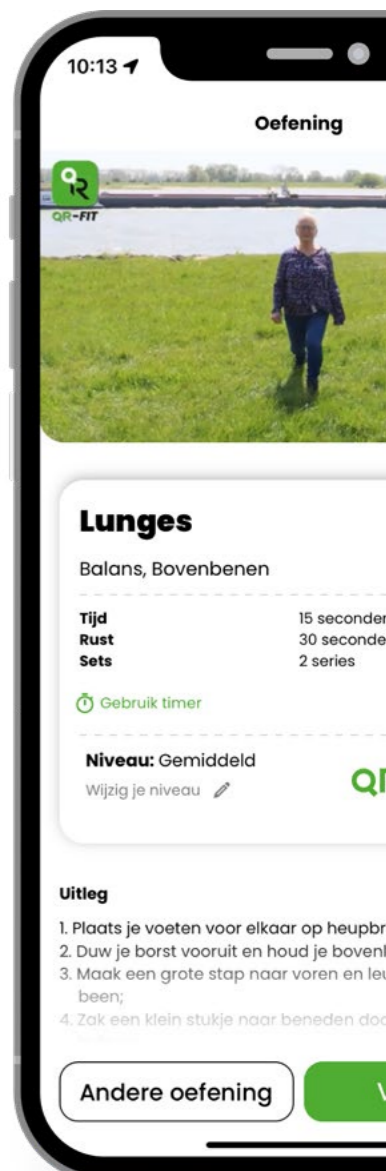 10:13
Oefening
QR-FIT
Lunges
Balans, Bovenbenen
Tijd 15 seconden
Rust 30 seconde
Sets 2 series
Gebruik timer
Niveau: Gemiddeld
Wijzig je niveau
Uitleg
1. Plaats je voeten voor elkaar op heupbr
2. Duw je borst vooruit en houd je bovenl
3. Maak een grote stap naar voren en leu
been;
4. Zak een klein stukje naar beneden doo
Andere oefening